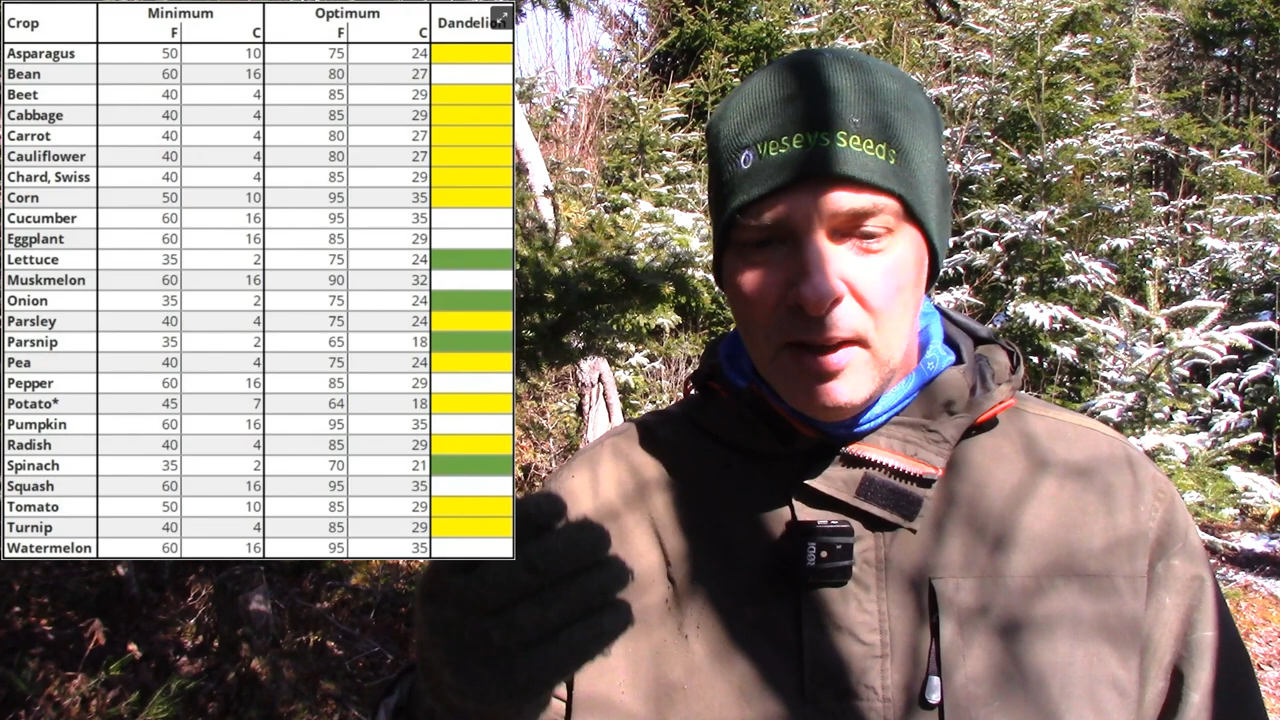 Crop Minimum Optimum Dandelion
F C F C
Asparagus 50 10 75 24
Bean 60 16 80 27
Beet 40 4 85 29
Cabbage 40 4 85 29
Carrot 40 4 80 27
Cauliflower 40 4 80 27
Chard, Swiss 40 4 85 29
Corn 50 10 95 35
Cucumber 60 16 95 35
Eggplant 60 16 85 29
Lettuce 35 2 75 24
Muskmelon 60 16 90 32
Onion 35 2 75 24
Parsley 40 4 75 24
Parsnip 35 2 65 18
Pea 40 4 75 24
Pepper 60 16 85 29
Potato* 45 7 64 18
Pumpkin 60 16 95 35
Radish 40 4 85 29
Spinach 35 2 70 21
Squash 60 16 95 35
Tomato 50 10 85 29
Turnip 40 4 85 29
Watermelon 60 16 95 35
veseys seeds
RØDE